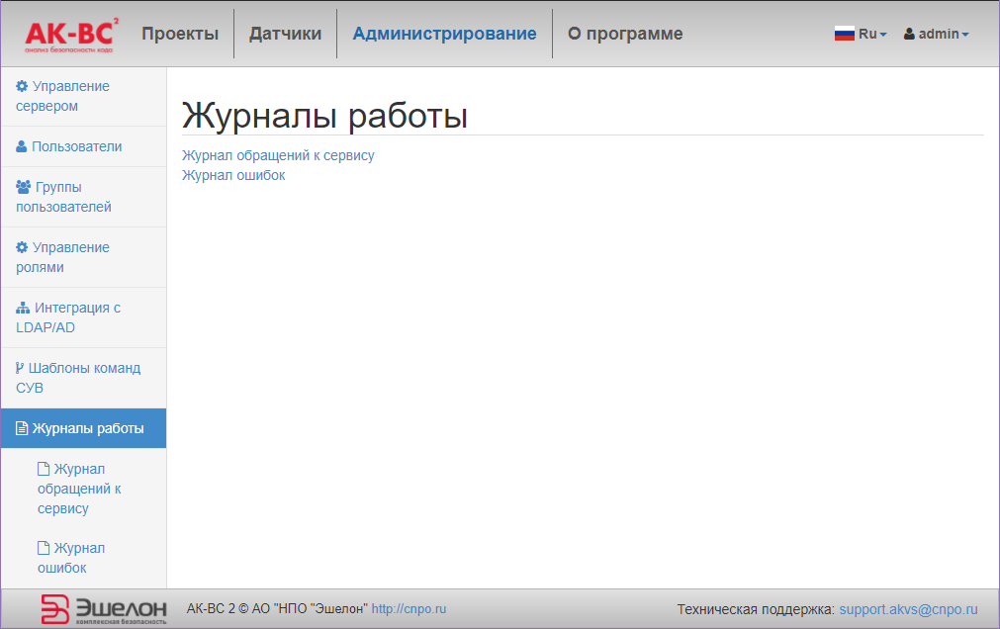 АК-ВС 2
анализ безопасности кода
Проекты
Датчики
Администрирование
О программе
Ru
admin
Управление
сервером
Пользователи
Группы
пользователей
Управление
ролями
Интеграция с
LDAP/AD
Шаблоны команд
СУВ
Журналы работы
Журнал
обращений к
сервису
Журнал
ошибок
Журналы работы
Журнал обращений к сервису
Журнал ошибок
Эшелон
комплексная безопасность
АК-ВС 2 © АО "НПО "Эшелон" http://cnpo.ru
Техническая поддержка: support.akvs@cnpo.ru